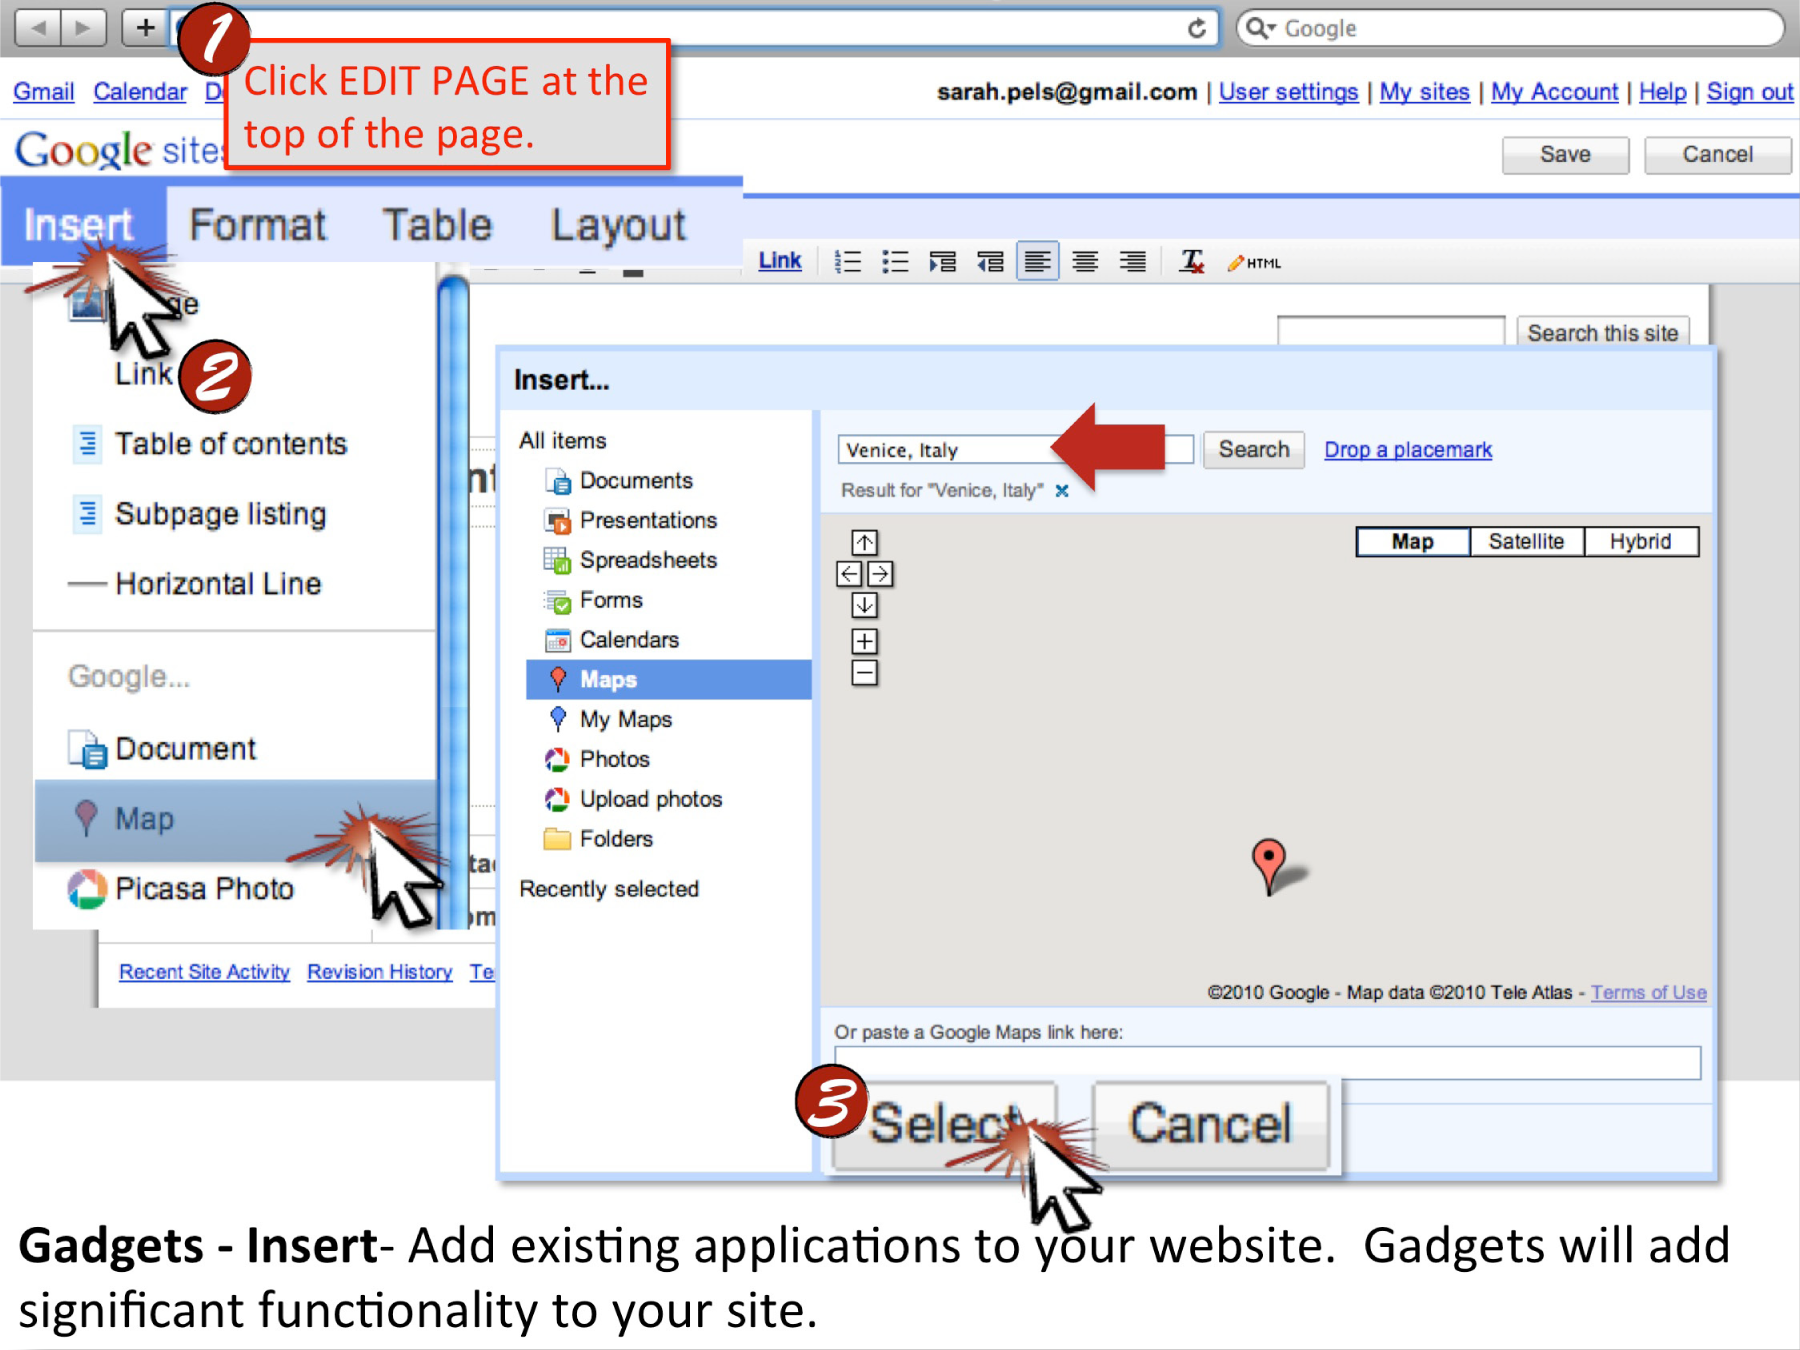 1
Click EDIT PAGE at the
top of the page.
Google
Gmail Calendar
sarah.pels@gmail.com | User settings | My sites | My Account | Help | Sign out
Google sites
Save Cancel
Insert Format Table Layout
Link HTML
Link
2
Table of contents
Subpage listing
Horizontal Line
Google...
Document
Map
Picasa Photo
Recent Site Activity Revision History
Search this site
Insert...
All items
Documents
Presentations
Spreadsheets
Forms
Calendars
Maps
My Maps
Photos
Upload photos
Folders
Recently selected
Venice, Italy Search Drop a placemark
Result for "Venice, Italy"
Map Satellite Hybrid
©2010 Google - Map data ©2010 Tele Atlas - Terms of Use
Or paste a Google Maps link here:
3
Select Cancel
Gadgets - Insert- Add existing applications to your website. Gadgets will add
significant functionality to your site.